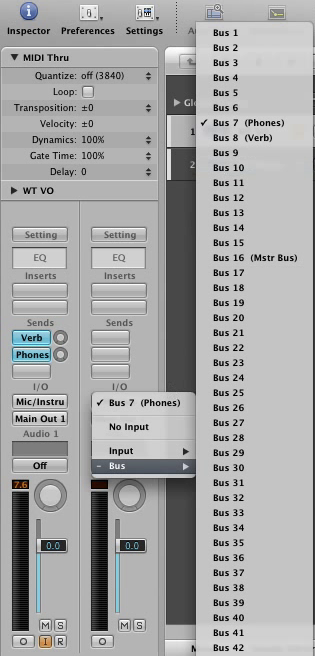 Inspector
Preferences
Settings
MIDI Thru
Quantize: off (3840)
Loop:
Transposition: ±0
Velocity: ±0
Dynamics: 100%
Gate Time: 100%
Delay: 0
WT VO
Setting
EQ
Inserts
Sends
Verb
Phones
I/O
Mic/Instru
Main Out 1
Audio 1
Off
7.6
0.0
M S
O I R
Setting
EQ
Inserts
Sends
0.0
M S
O
✓ Bus 7 (Phones)
No Input
Input
– Bus
Glo
1
2
Bus 1
Bus 2
Bus 3
Bus 4
Bus 5
Bus 6
✓ Bus 7 (Phones)
Bus 8 (Verb)
Bus 9
Bus 10
Bus 11
Bus 12
Bus 13
Bus 14
Bus 15
Bus 16 (Mstr Bus)
Bus 17
Bus 18
Bus 19
Bus 20
Bus 21
Bus 22
Bus 23
Bus 24
Bus 25
Bus 26
Bus 27
Bus 28
Bus 29
Bus 30
Bus 31
Bus 32
Bus 33
Bus 34
Bus 35
Bus 36
Bus 37
Bus 38
Bus 39
Bus 40
Bus 41
Bus 42